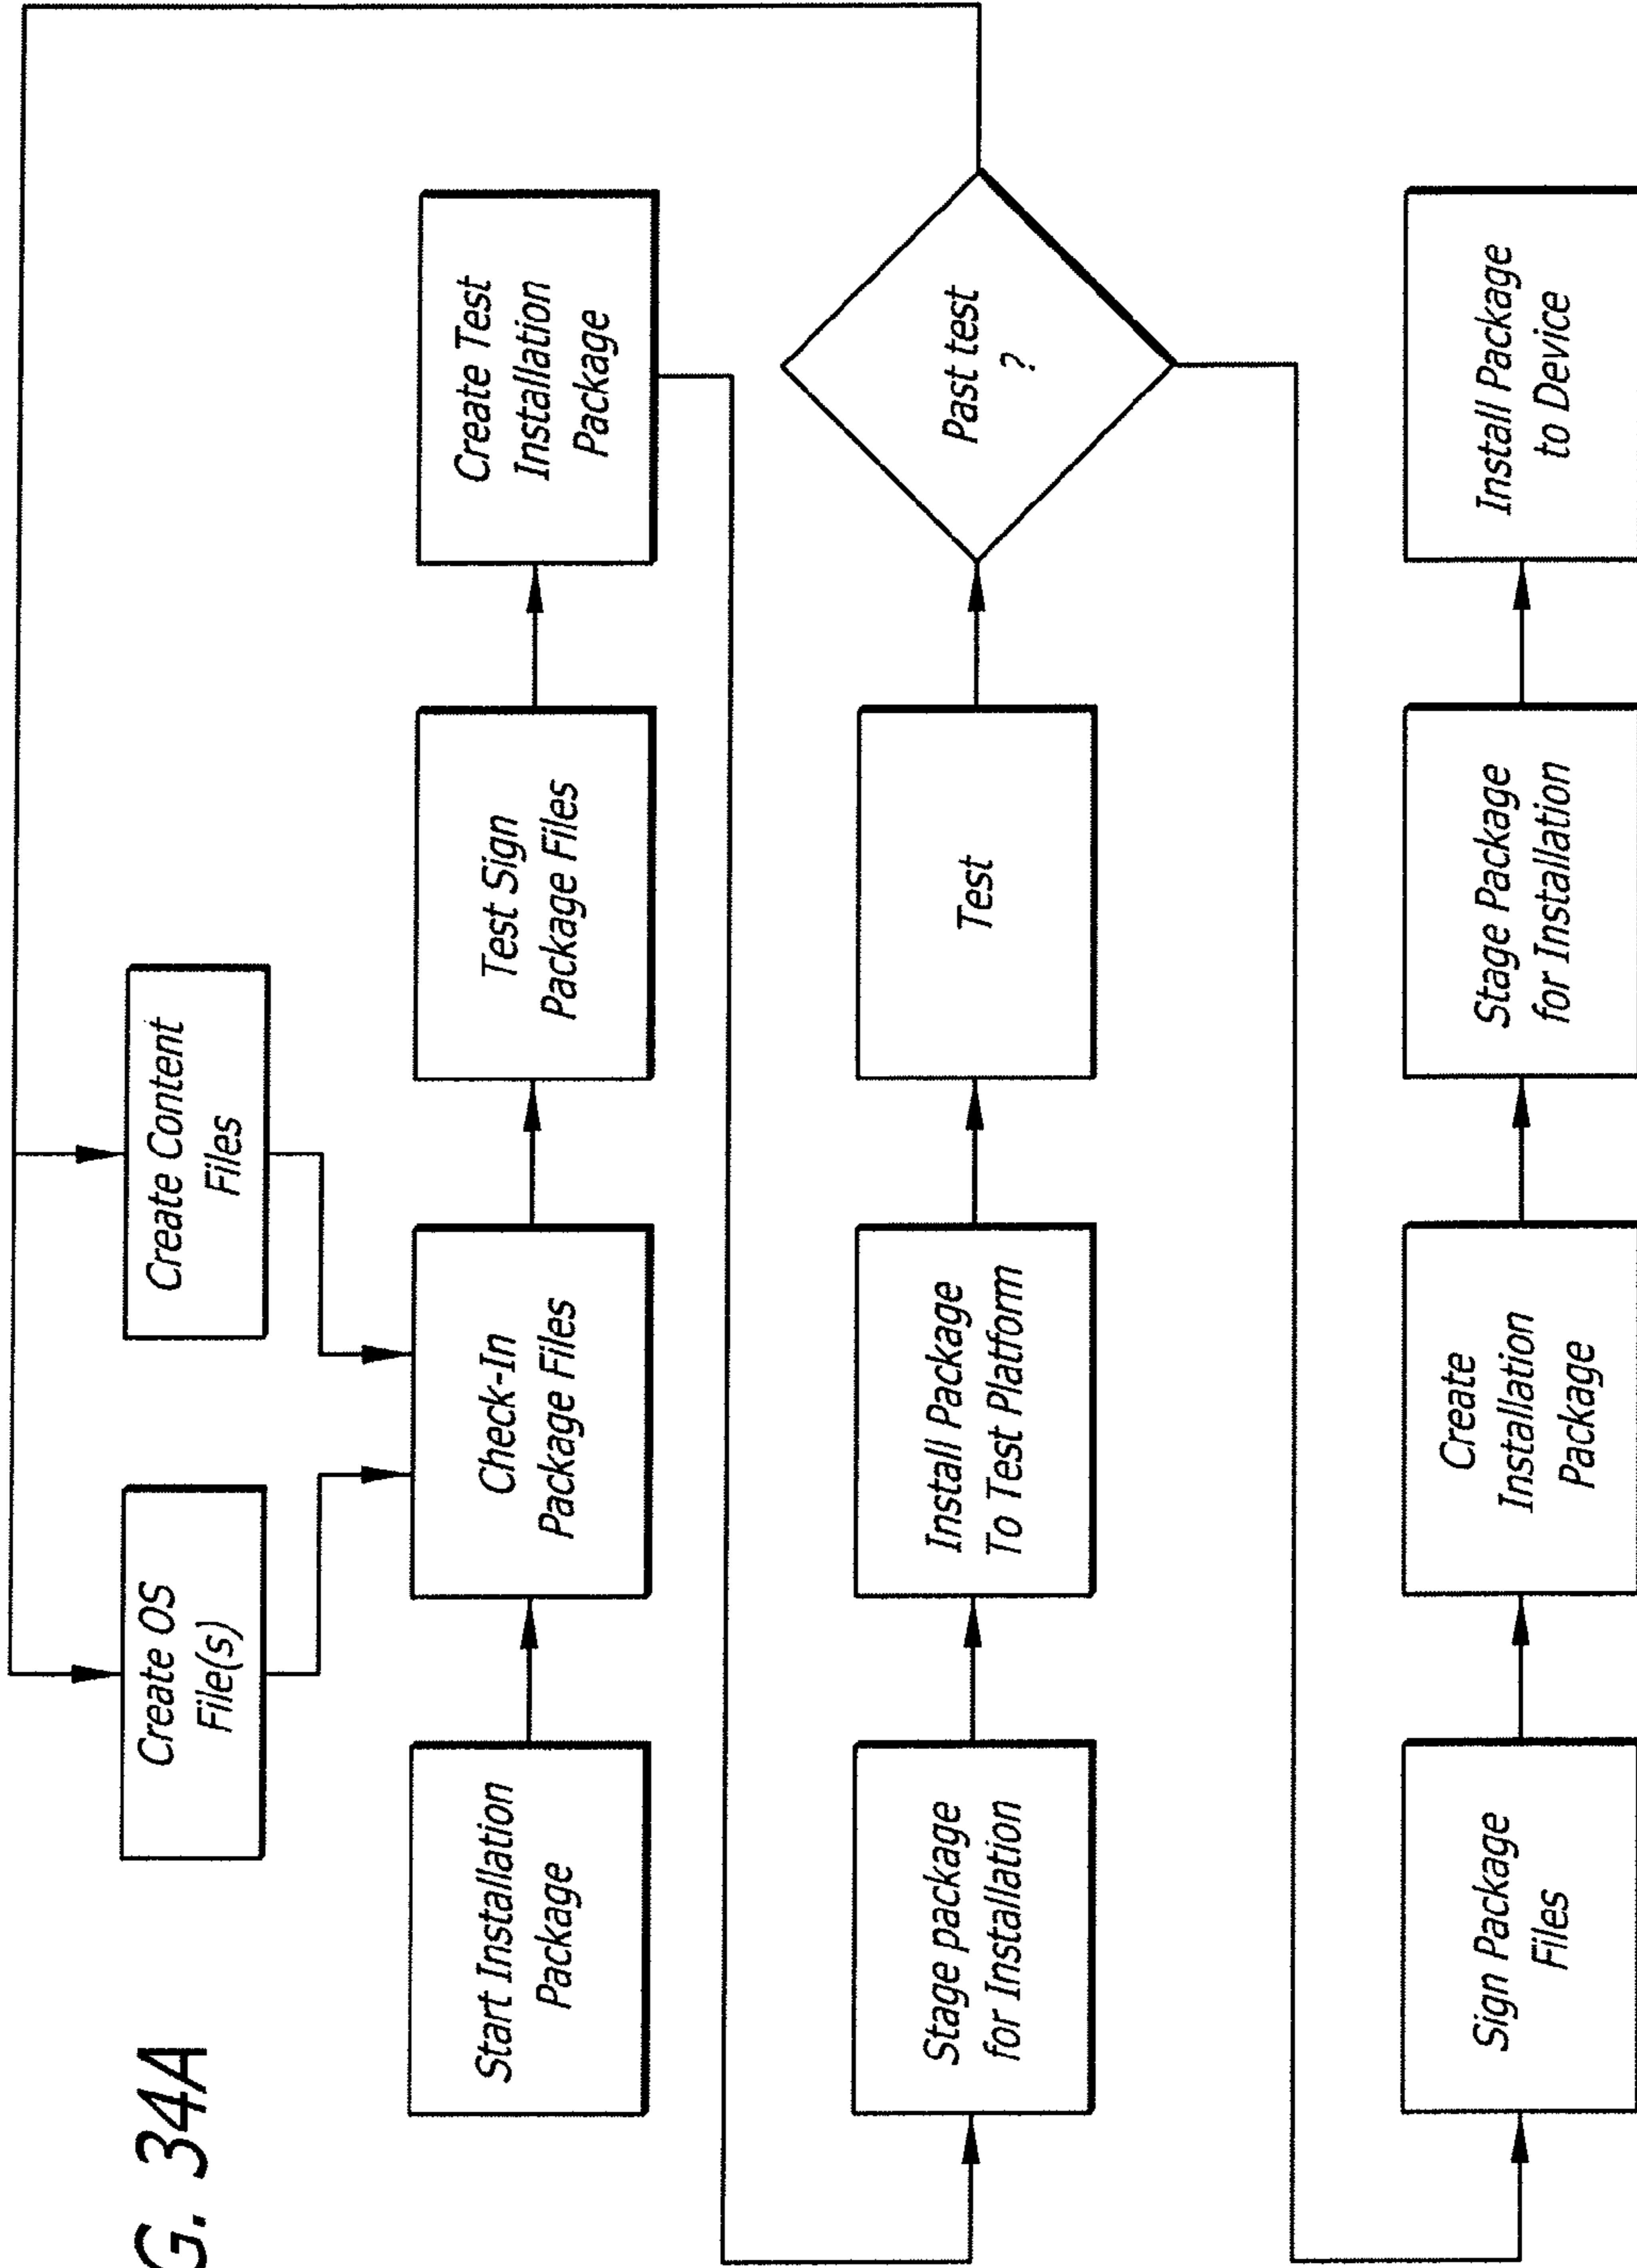 G. 34A
Create OS
File(s)
Create Content
Files
Start Installation
Package
Check-In
Package Files
Test Sign
Package Files
Create Test
Installation
Package
Stage package
for Installation
Install Package
To Test Platform
Test
Past test
?
Sign Package
Files
Create
Installation
Package
Stage Package
for Installation
Install Package
to Device